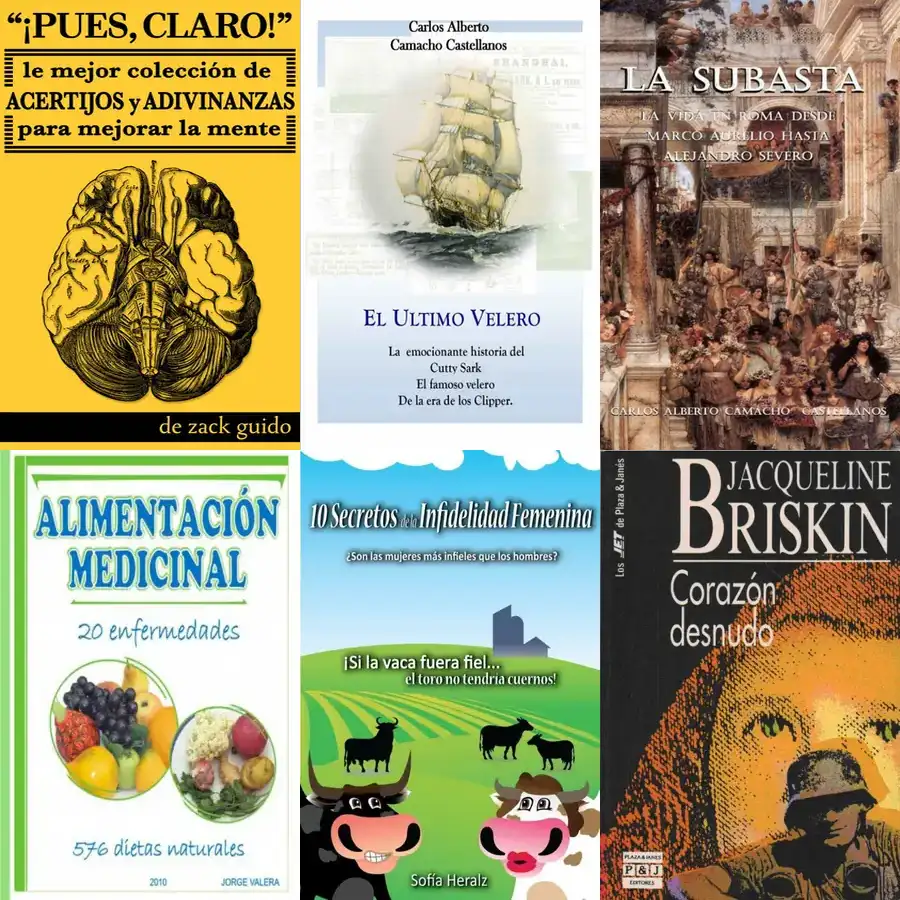 “¡PUES, CLARO!”
le mejor colección de
ACERTIJOS y ADIVINANZAS
para mejorar la mente
de zack guido
Carlos Alberto
Camacho Castellanos
SHANGHAI,
EL ULTIMO VELERO
La emocionante historia del
Cutty Sark
El famoso velero
De la era de los Clipper.
LA SUBASTA
LA VIDA EN ROMA DESDE
MARCO AURELIO HASTA
ALEJANDRO SEVERO
CARLOS ALBERTO CAMACHO CASTELLANOS
ALIMENTACIÓN
MEDICINAL
20 enfermedades
576 dietas naturales
2010 JORGE VALERA
10 Secretos de la Infidelidad Femenina
¿Son las mujeres más infieles que los hombres?
¡Si la vaca fuera fiel...
el toro no tendría cuernos!
Sofía Heralz
Los JET de Plaza & Janés
JACQUELINE
BRISKIN
Corazón
desnudo
PLAZA & JANES
P & J
EDITORES